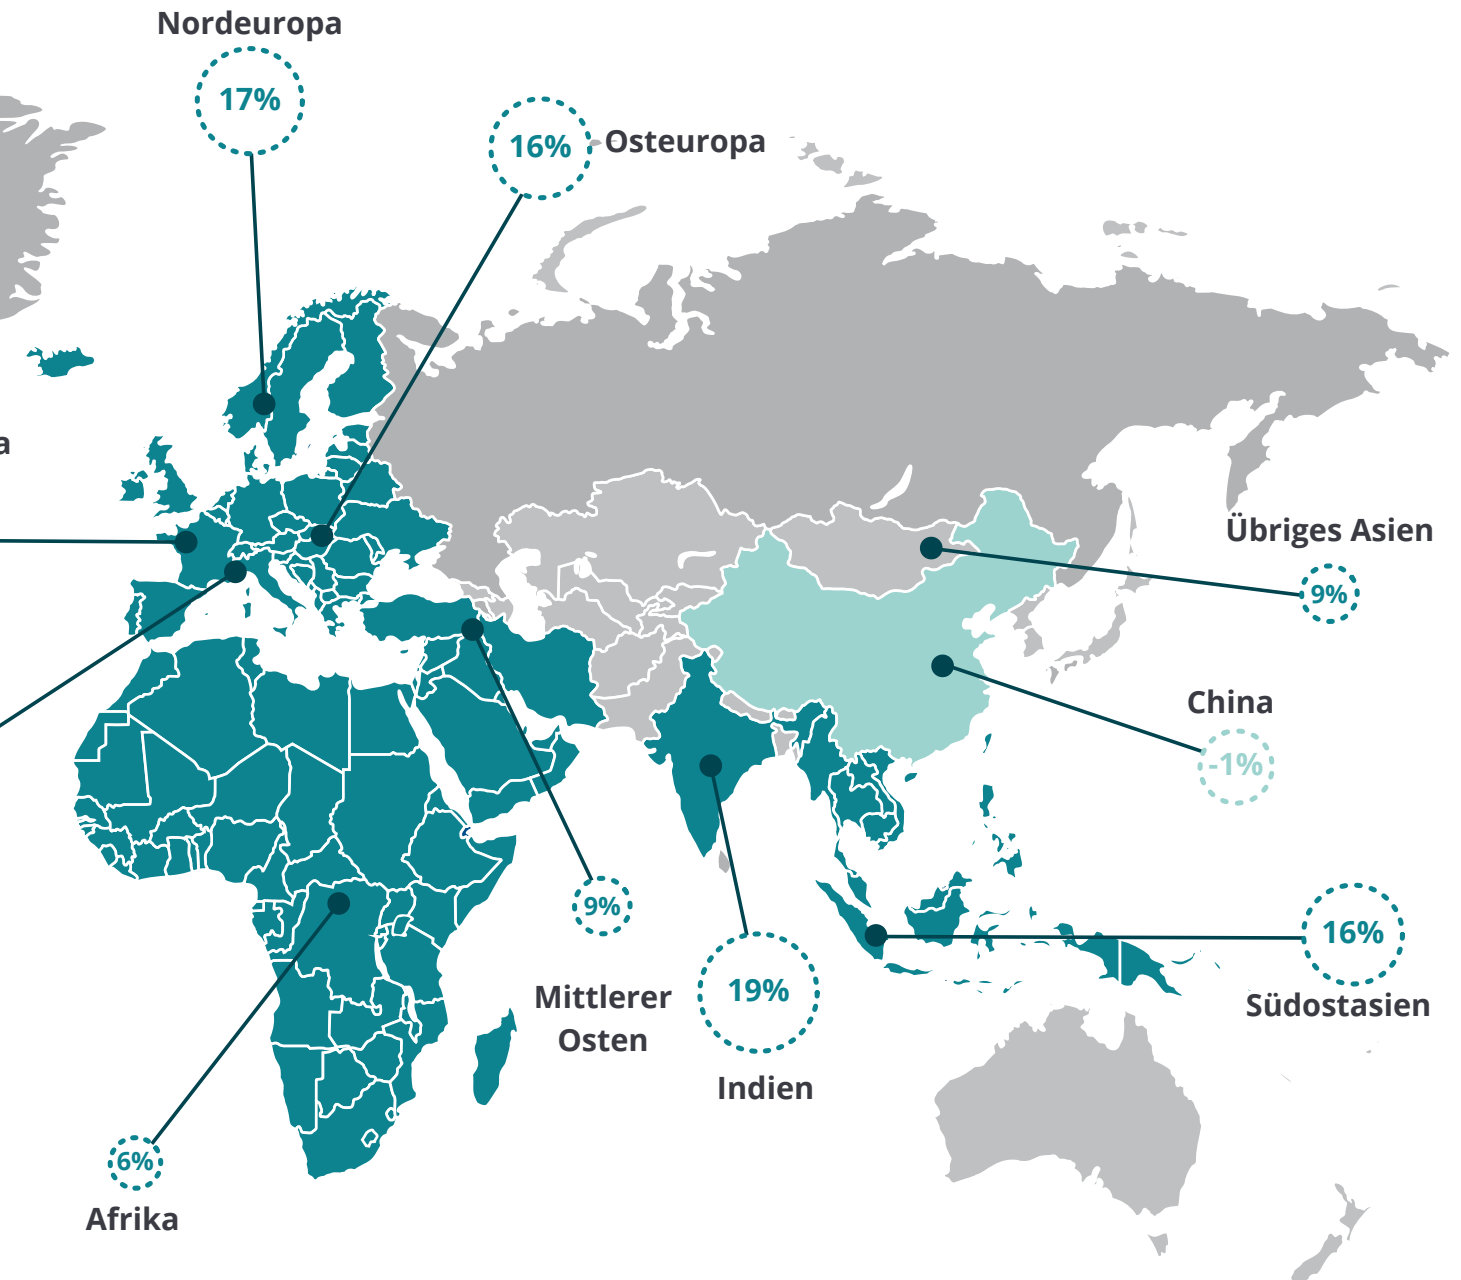 Nordeuropa
17%
16%
Osteuropa
a
Übriges Asien
9%
China
-1%
9%
16%
Südostasien
Mittlerer
Osten
19%
Indien
6%
Afrika